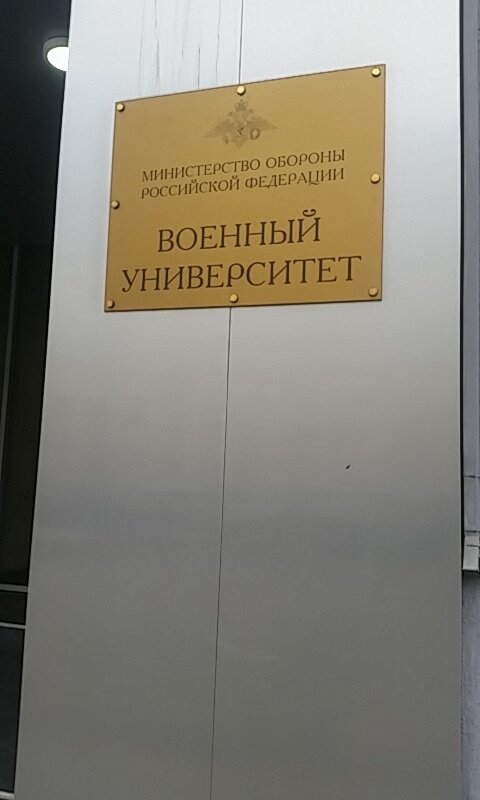 МИНИСТЕРСТВО ОБОРОНЫ
РОССИЙСКОЙ ФЕДЕРАЦИИ
ВОЕННЫЙ
УНИВЕРСИТЕТ